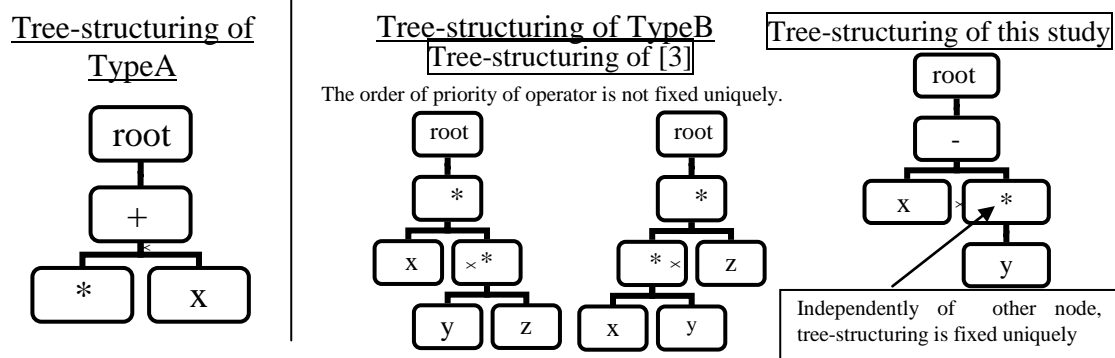 Tree-structuring of
TypeA
root
+
*
x
Tree-structuring of TypeB
Tree-structuring of [3]
The order of priority of operator is not fixed uniquely.
root
*
x
×*
y
z
root
*
* ×
z
x
y
Tree-structuring of this study
root
-
x
×
*
y
Independently of other node,
tree-structuring is fixed uniquely